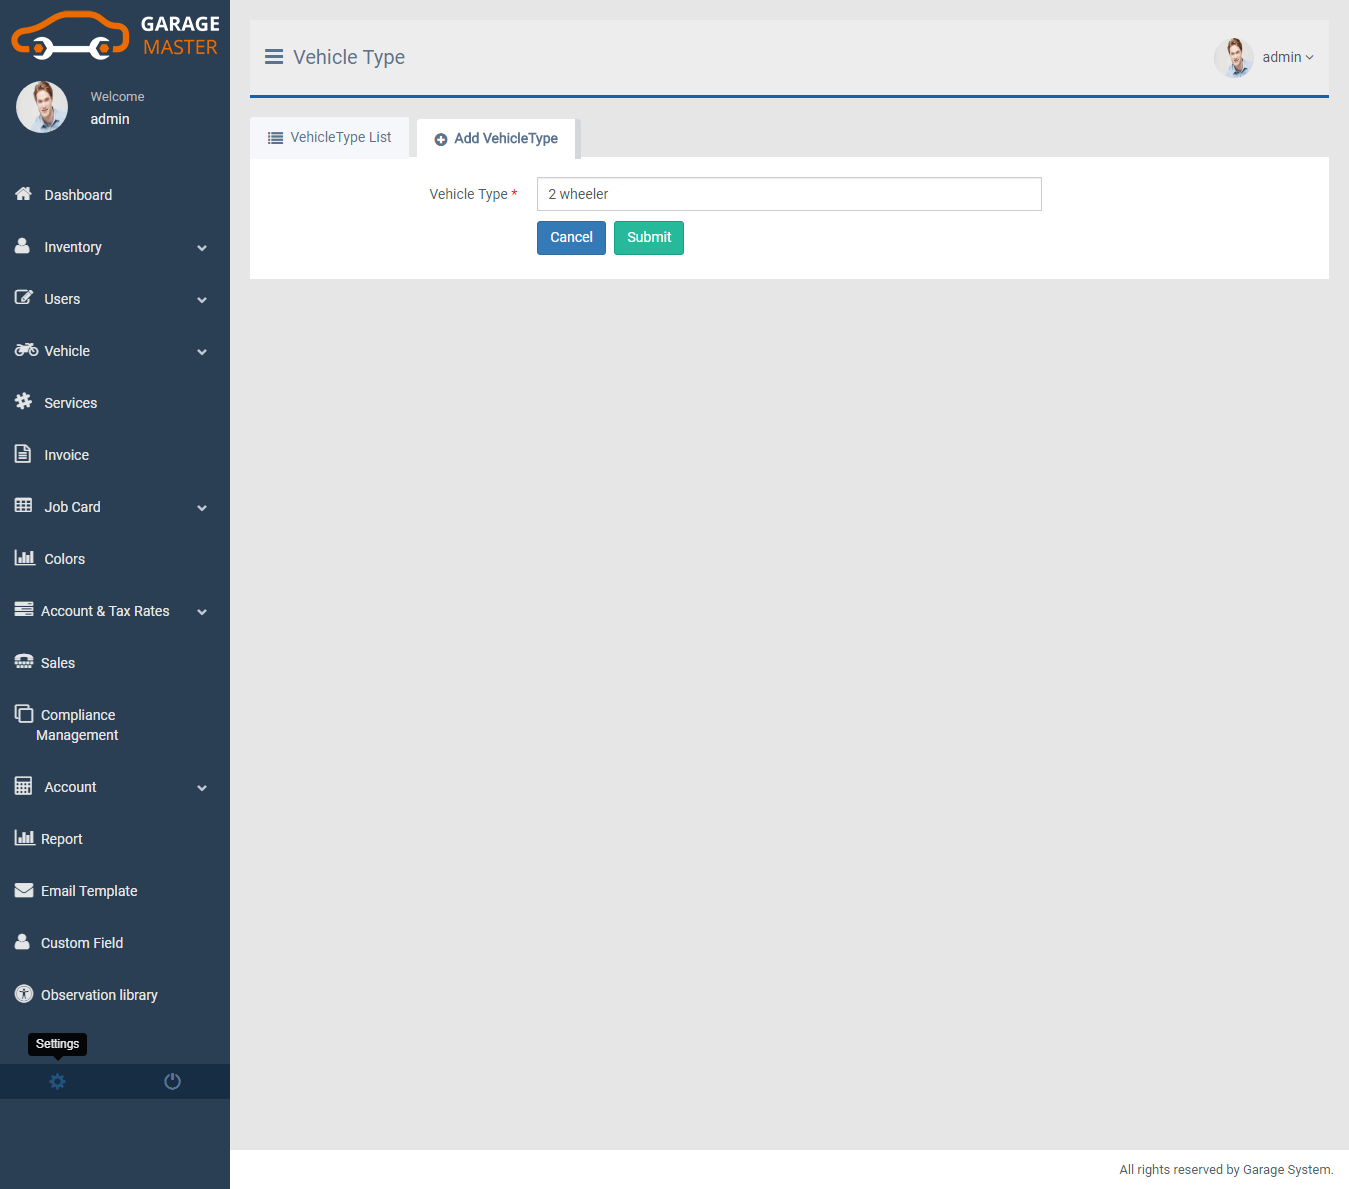 GARAGE
MASTER
Welcome
admin
Dashboard
Inventory
Users
Vehicle
Services
Invoice
Job Card
Colors
Account & Tax Rates
Sales
Compliance
Management
Account
Report
Email Template
Custom Field
Observation library
Settings
Vehicle Type
admin
VehicleType List
Add VehicleType
Vehicle Type *
2 wheeler
Cancel
Submit
All rights reserved by Garage System.